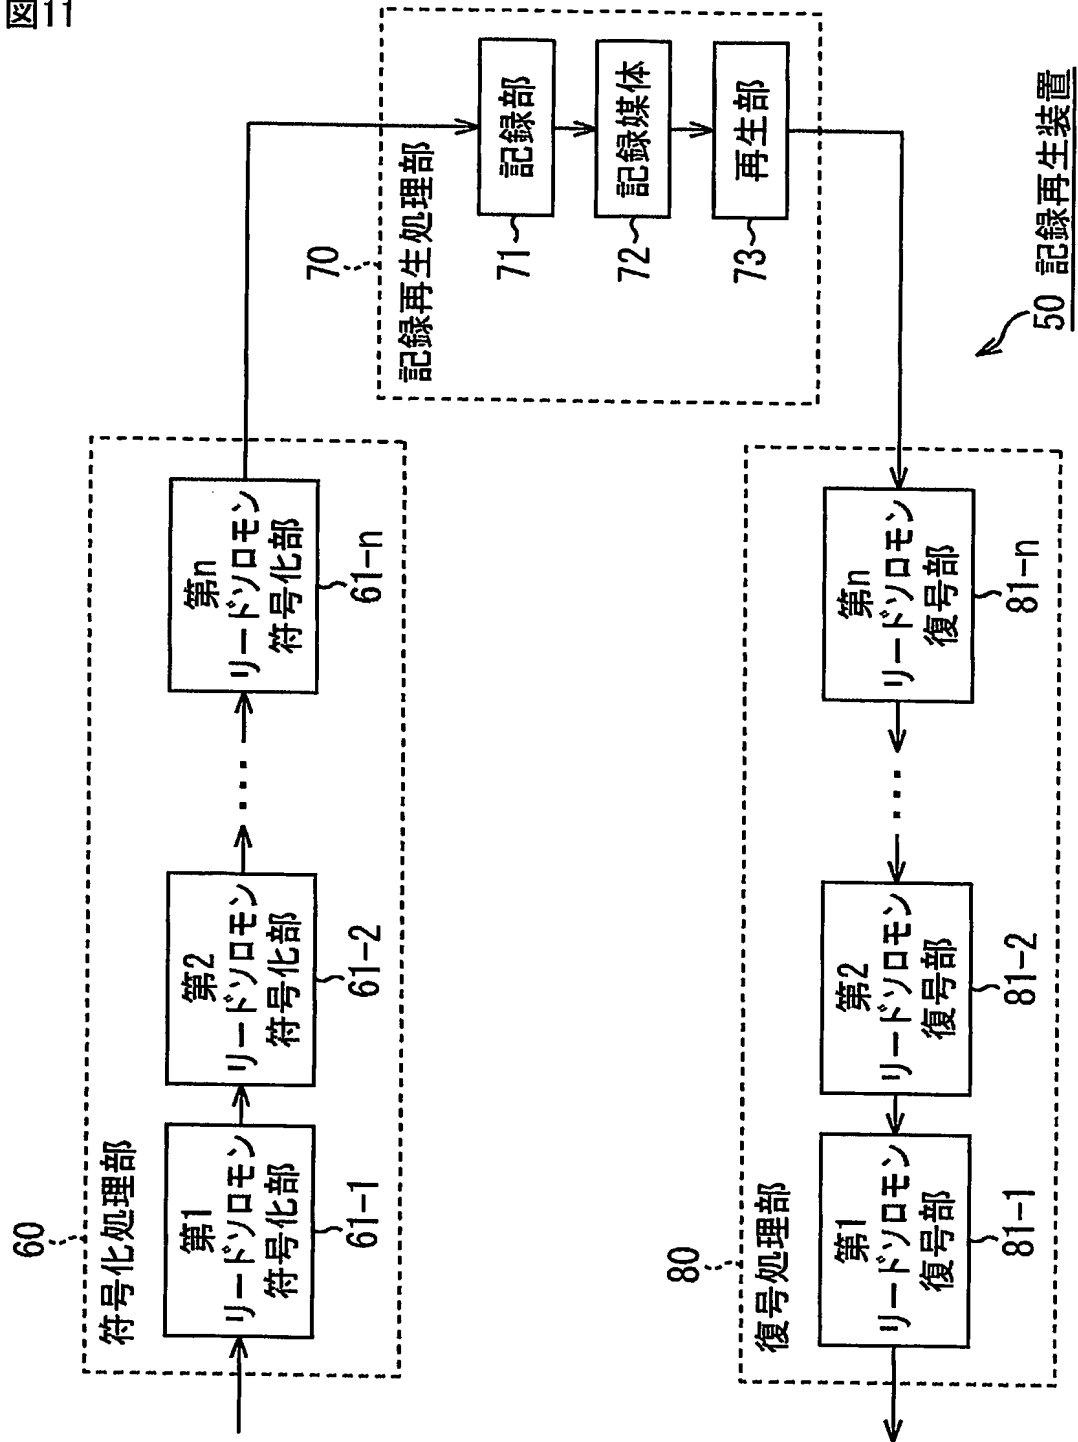 図11
60
符号化処理部
第1
リードソロモン
符号化部
61-1
第2
リードソロモン
符号化部
61-2
・・・
第n
リードソロモン
符号化部
61-n
70
記録再生処理部
記録部
71
記録媒体
72
再生部
73
80
復号処理部
第1
リードソロモン
復号部
81-1
第2
リードソロモン
復号部
81-2
・・・
第n
リードソロモン
復号部
81-n
50 記録再生装置